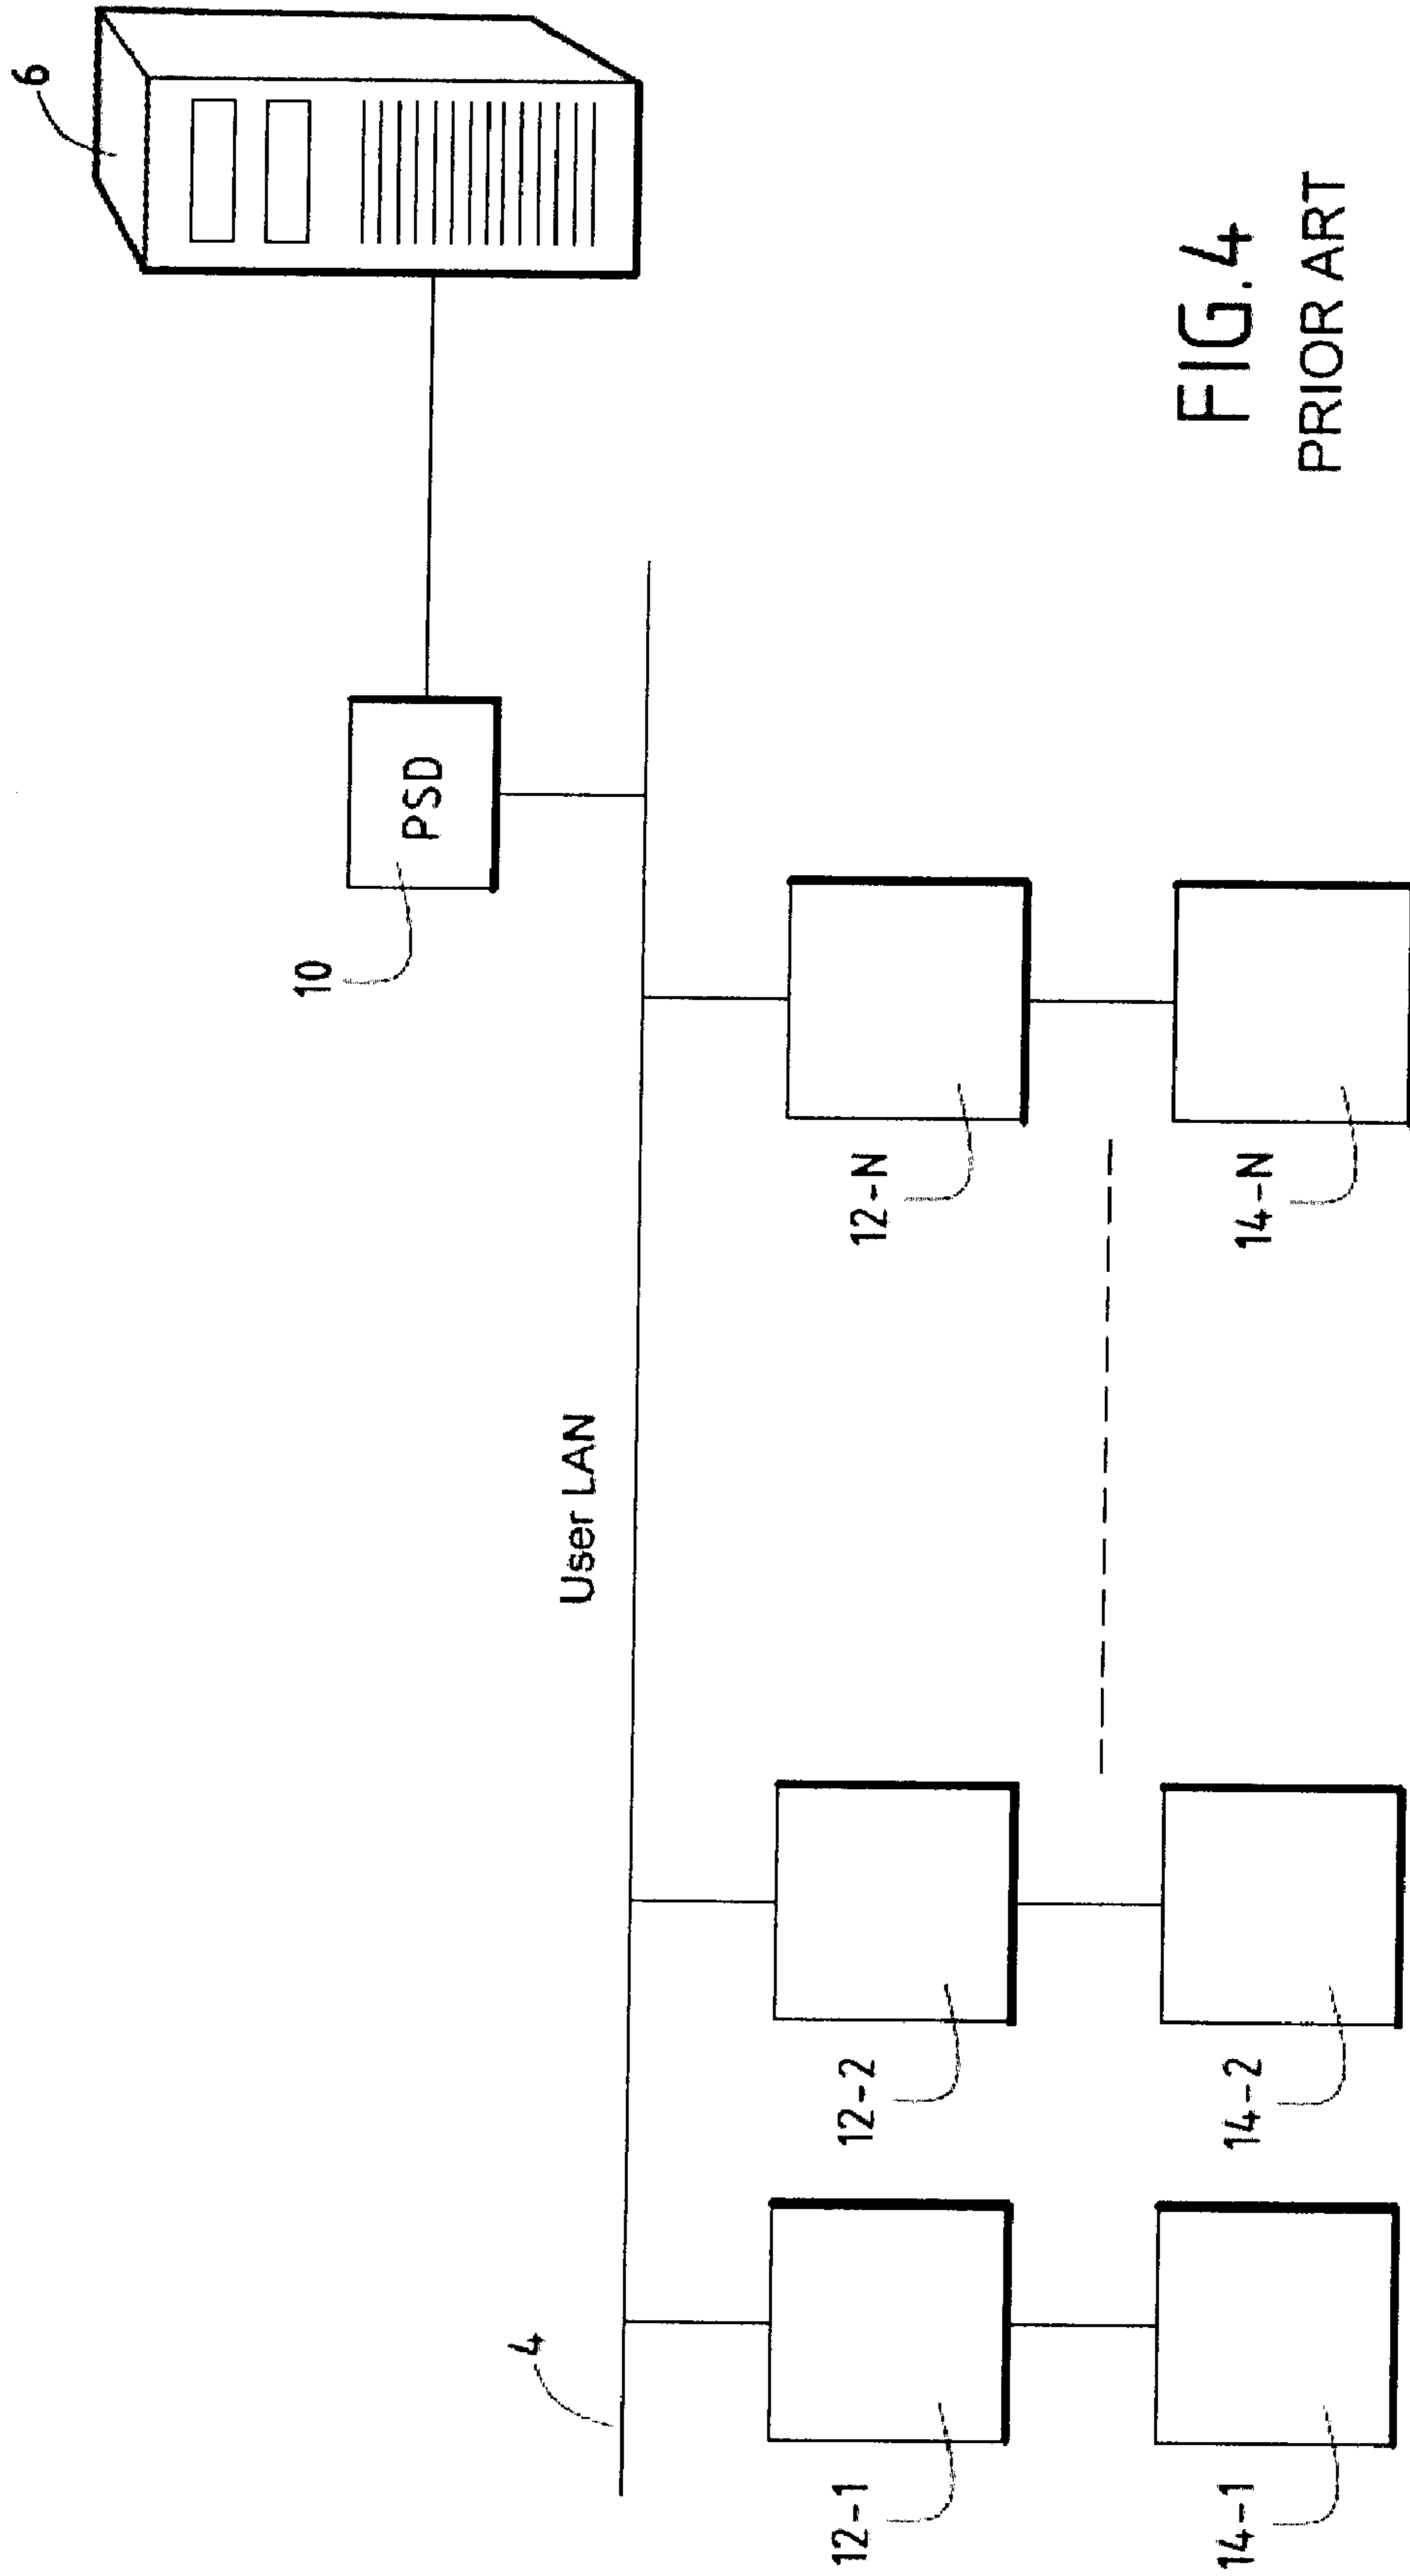 6
10
PSD
User LAN
4
12-1
12-2
12-N
14-1
14-2
14-N
FIG. 4
PRIOR ART